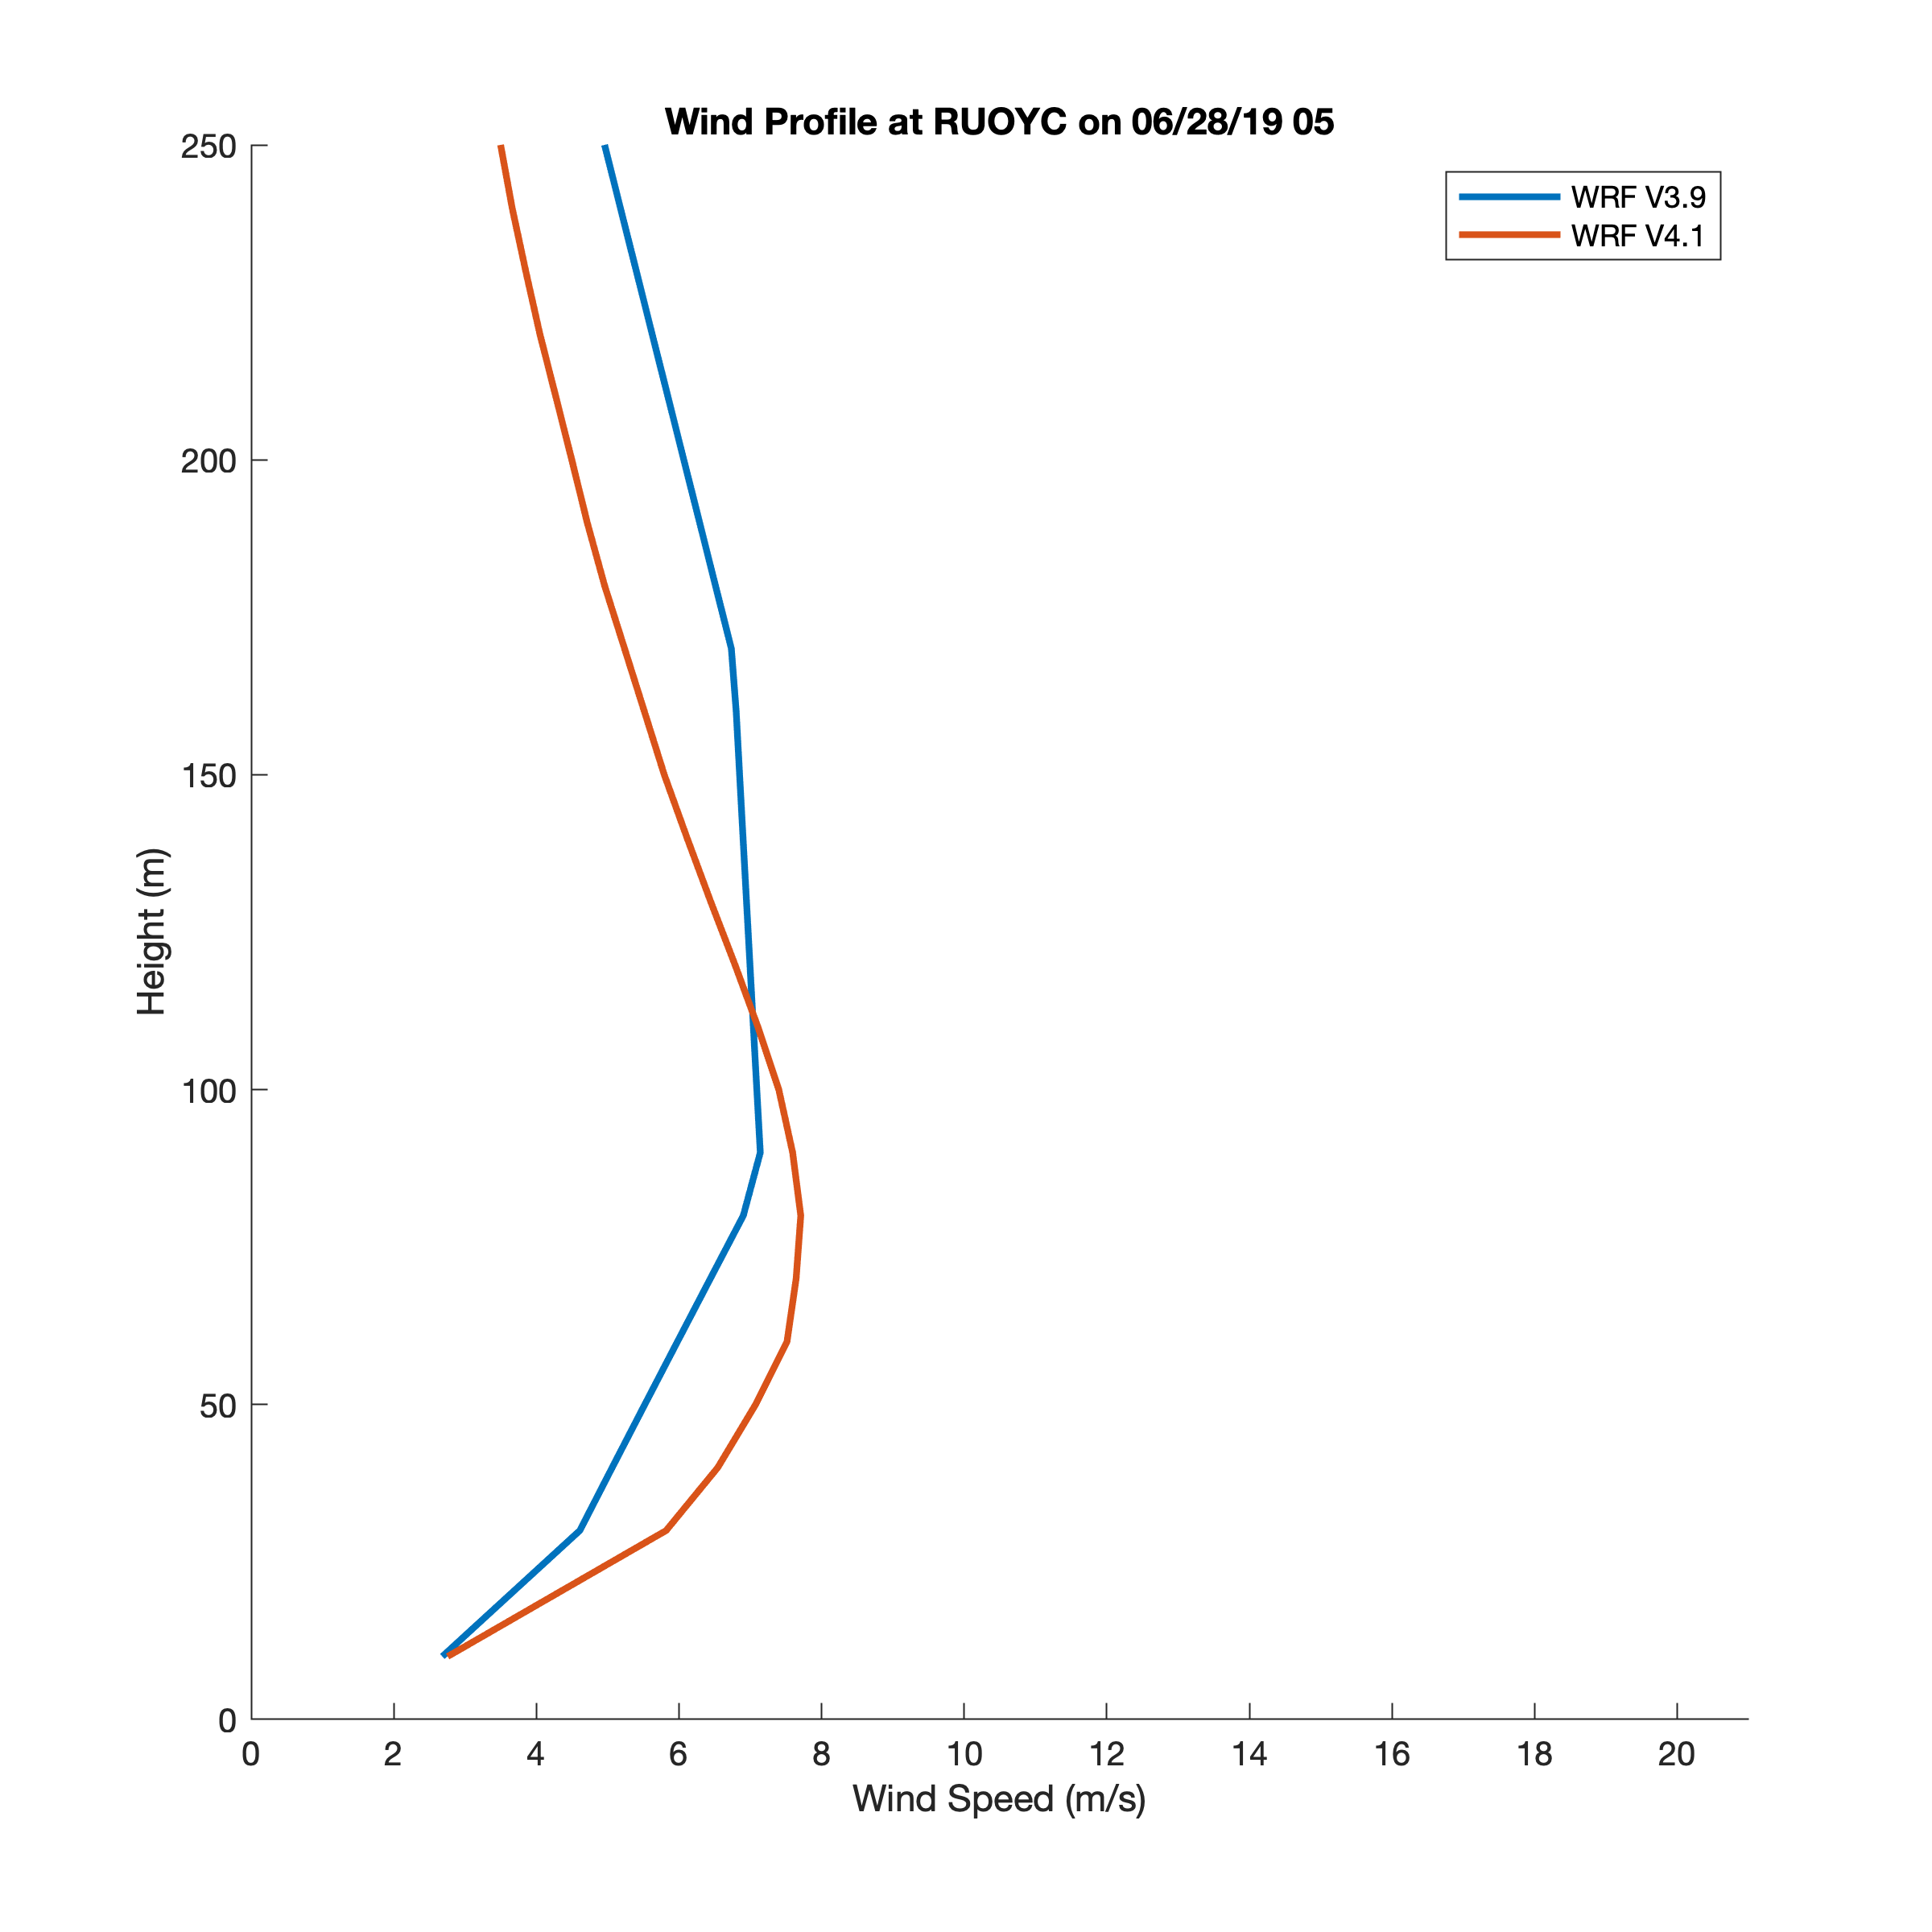 Wind Profile at RUOYC on 06/28/19 05
WRF V3.9
WRF V4.1
250
200
150
100
50
0
Height (m)
0 2 4 6 8 10 12 14 16 18 20
Wind Speed (m/s)